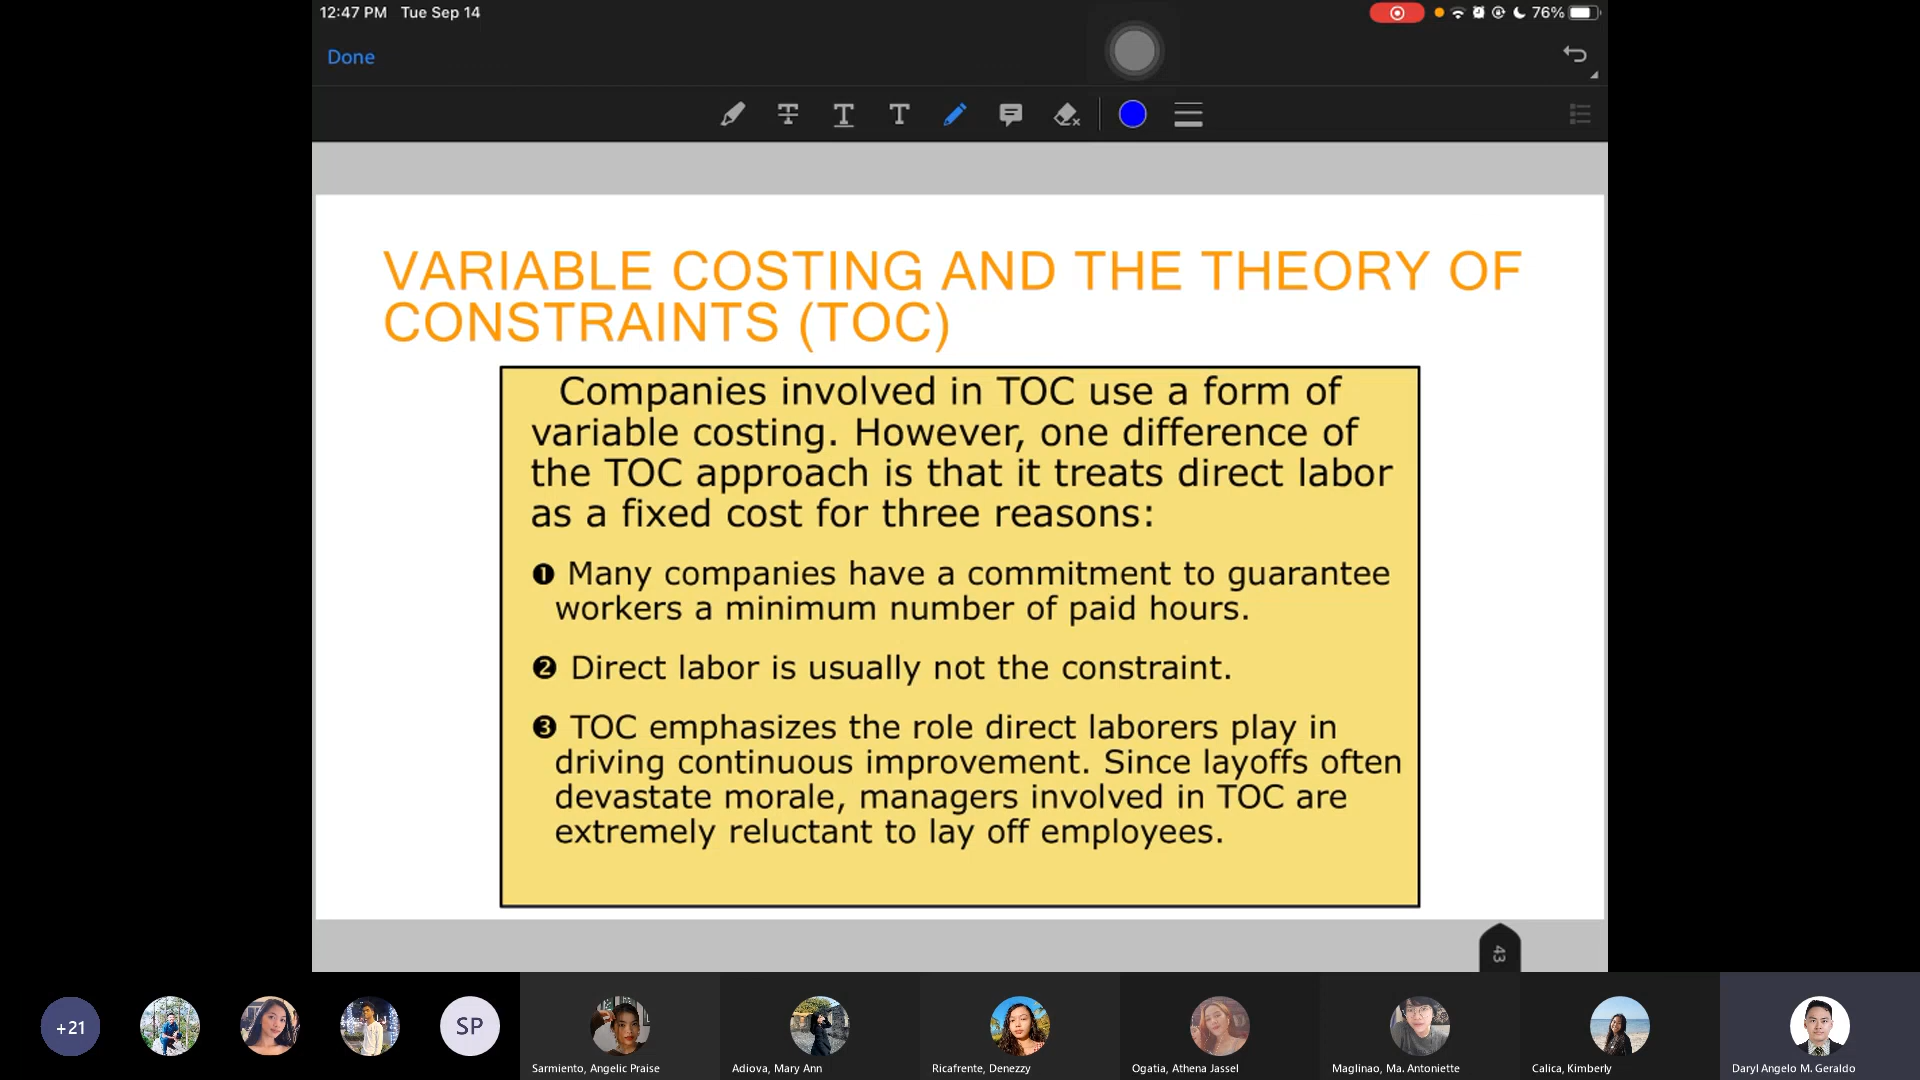 12:47 PM Tue Sep 14
76%
Done
VARIABLE COSTING AND THE THEORY OF
CONSTRAINTS (TOC)
Companies involved in TOC use a form of
variable costing. However, one difference of
the TOC approach is that it treats direct labor
as a fixed cost for three reasons:
❶ Many companies have a commitment to guarantee
workers a minimum number of paid hours.
❷ Direct labor is usually not the constraint.
❸ TOC emphasizes the role direct laborers play in
driving continuous improvement. Since layoffs often
devastate morale, managers involved in TOC are
extremely reluctant to lay off employees.
43
+21
SP
Sarmiento, Angelic Praise
Adiova, Mary Ann
Ricafrente, Denezzy
Ogatia, Athena Jassel
Maglinao, Ma. Antoniette
Calica, Kimberly
Daryl Angelo M. Geraldo